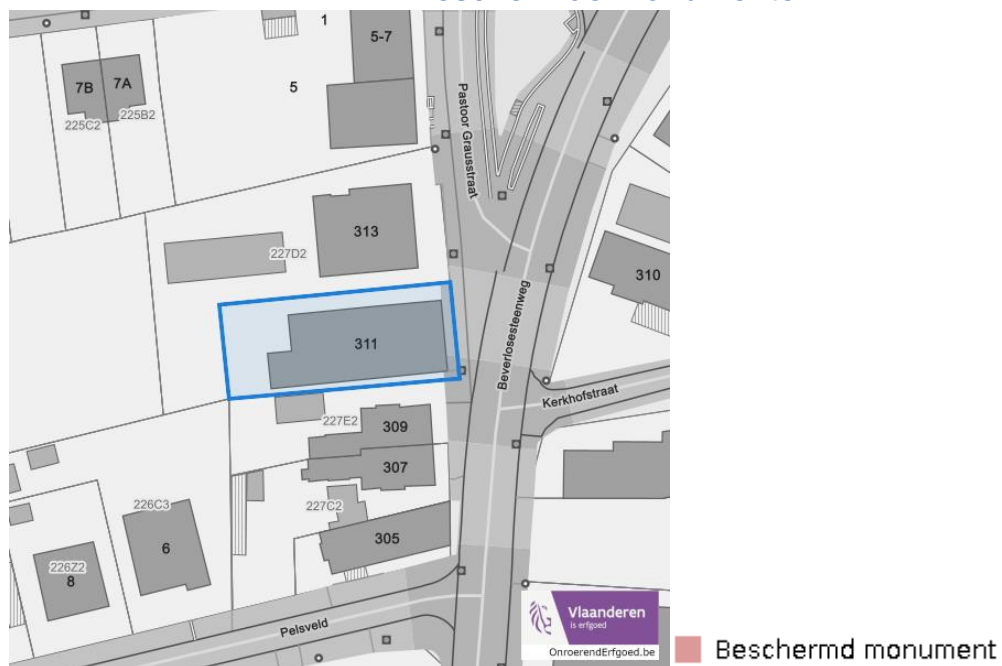 1
5-7
7B
7A
5
225C2
225B2
Pastoor Grausstraat
313
227D2
310
311
Beverlosesteenweg
Kerkhofstraat
227E2
309
307
226C3
227C2
305
6
226Z2
8
Pelsveld
Vlaanderen
is erfgoed
OnroerendErfgoed.be
Beschermd monument